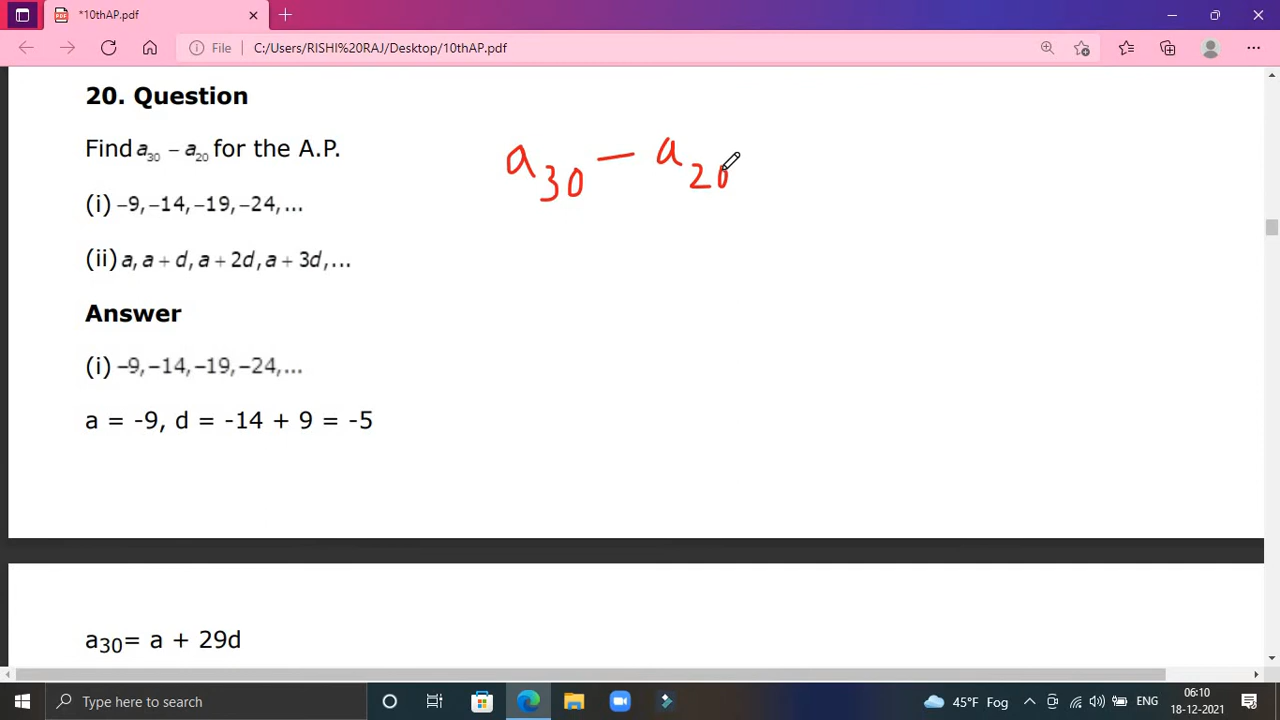 *10thAP.pdf
File C:/Users/RISHI%20RAJ/Desktop/10thAP.pdf
20. Question
Find a30 – a20 for the A.P.
a30 – a20
(i) –9, –14, –19, –24, ...
(ii) a, a + d, a + 2d, a + 3d, ...
Answer
(i) –9, –14, –19, –24, ...
a = -9, d = -14 + 9 = -5
a30= a + 29d
Type here to search
45°F Fog
ENG
06:10
18-12-2021